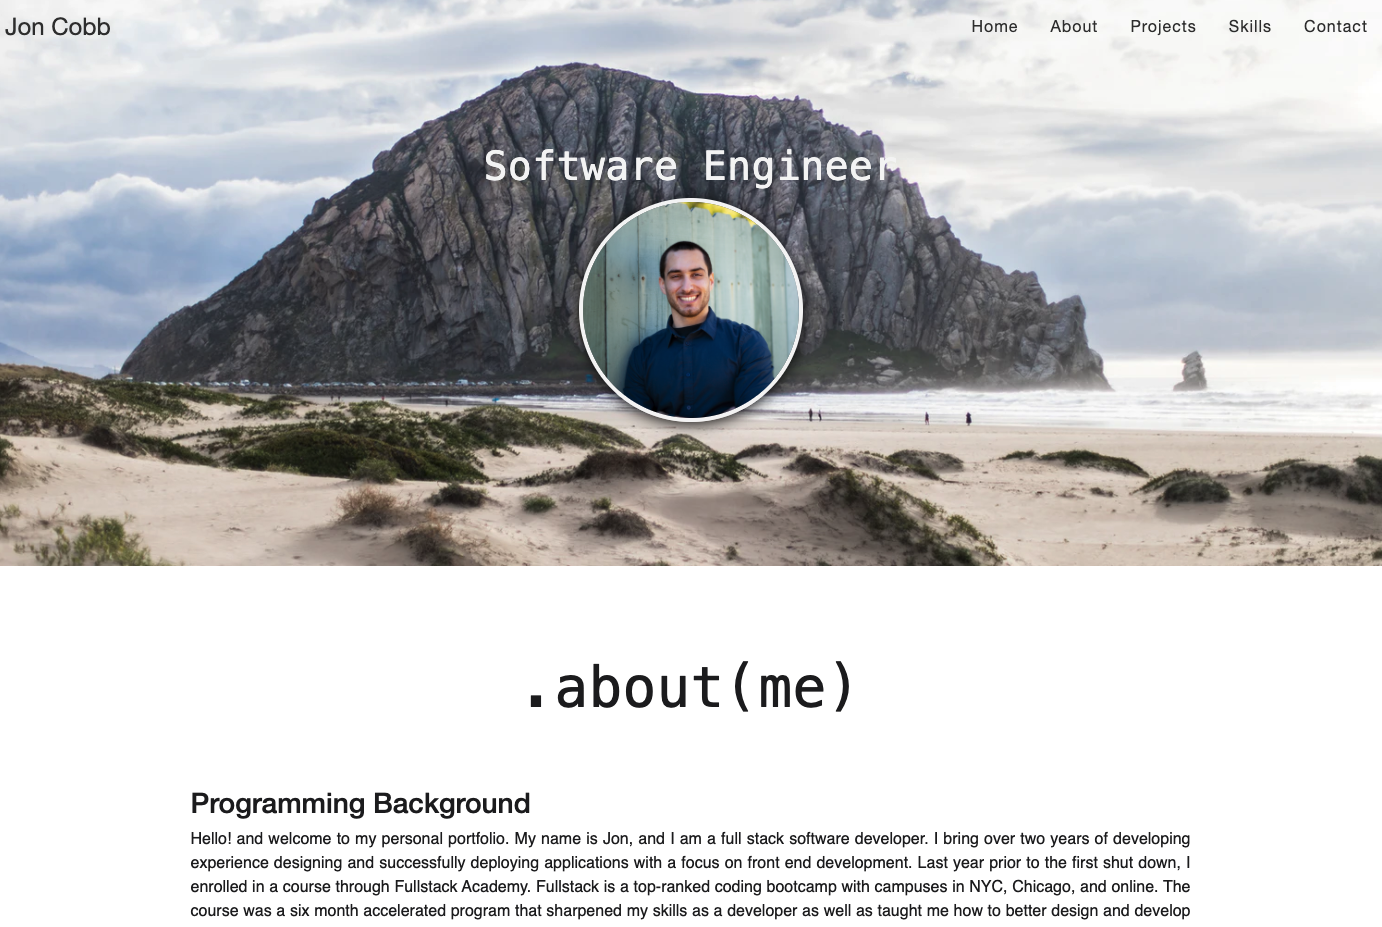 Jon Cobb
Home About Projects Skills Contact
Software Engineer
.about(me)
Programming Background
Hello! and welcome to my personal portfolio. My name is Jon, and I am a full stack software developer. I bring over two years of developing
experience designing and successfully deploying applications with a focus on front end development. Last year prior to the first shut down, I
enrolled in a course through Fullstack Academy. Fullstack is a top-ranked coding bootcamp with campuses in NYC, Chicago, and online. The
course was a six month accelerated program that sharpened my skills as a developer as well as taught me how to better design and develop